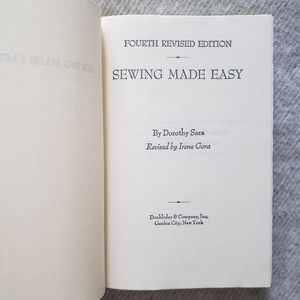 FOURTH REVISED EDITION
SEWING MADE EASY
By Dorothy Sara
Revised by Irene Gora
Doubleday & Company, Inc.
Garden City, New York